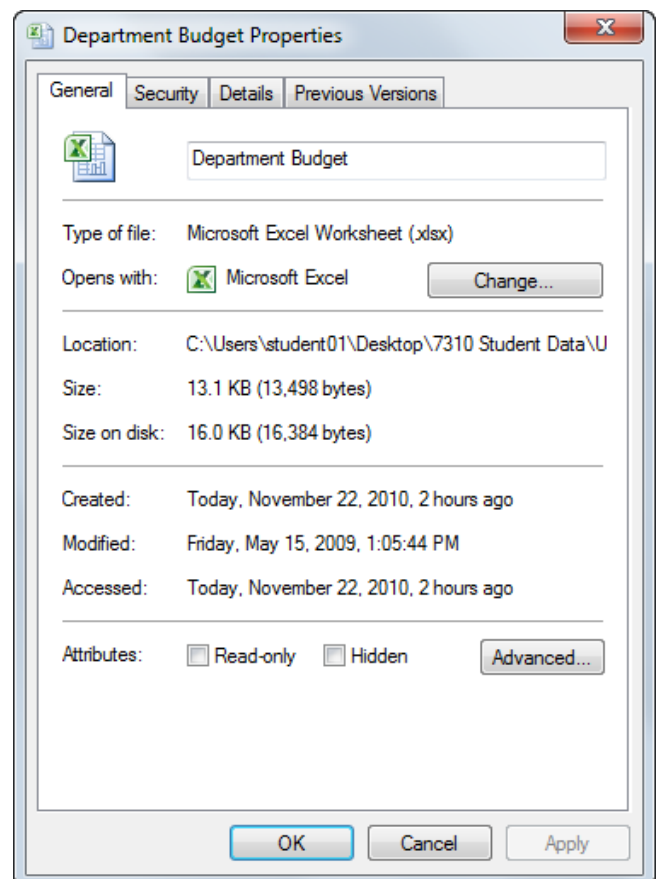 Department Budget Properties
General Security Details Previous Versions
Department Budget
Type of file: Microsoft Excel Worksheet (.xlsx)
Opens with: Microsoft Excel Change...
Location: C:\Users\student01\Desktop\7310 Student Data\U
Size: 13.1 KB (13,498 bytes)
Size on disk: 16.0 KB (16,384 bytes)
Created: Today, November 22, 2010, 2 hours ago
Modified: Friday, May 15, 2009, 1:05:44 PM
Accessed: Today, November 22, 2010, 2 hours ago
Attributes: Read-only Hidden Advanced...
OK Cancel Apply